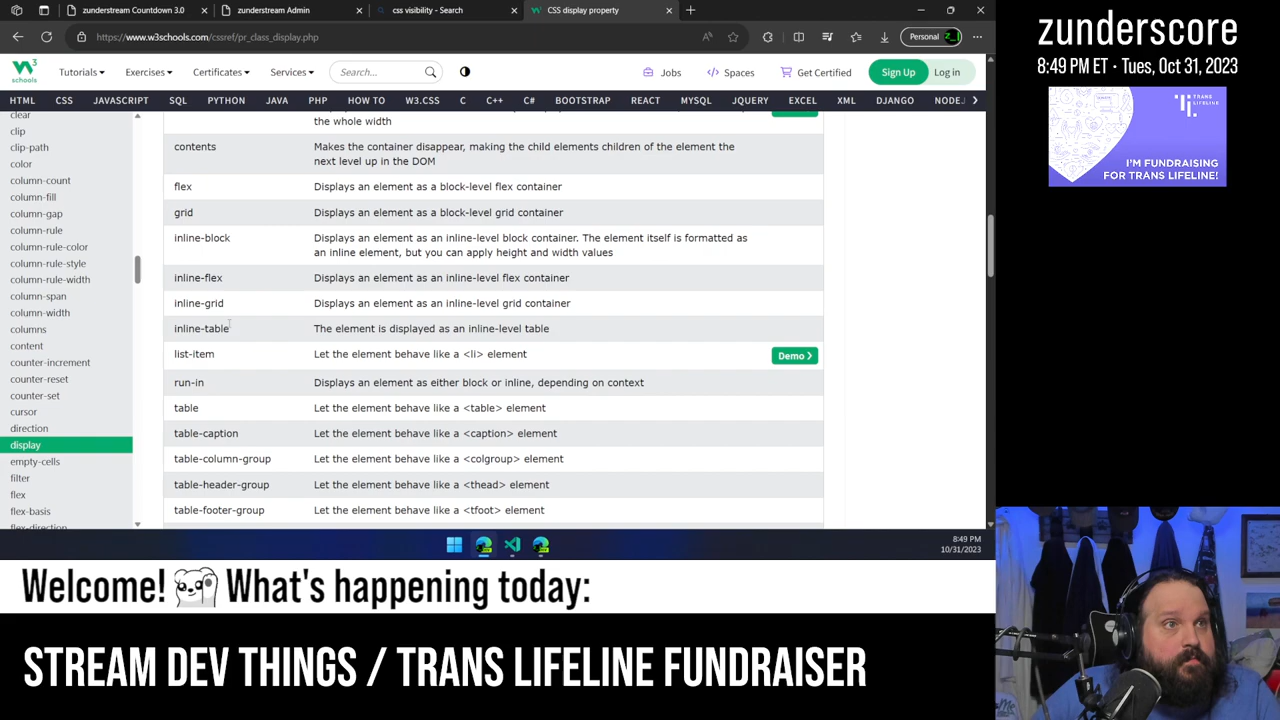 zunderstream Countdown 3.0
zunderstream Admin
css visibility - Search
CSS display property
https://www.w3schools.com/cssref/pr_class_display.php
Personal
schools
Tutorials
Exercises
Certificates
Services
Search...
Jobs
Spaces
Get Certified
Sign Up
Log in
HTML CSS JAVASCRIPT SQL PYTHON JAVA PHP HOW TO W3.CSS C C++ C# BOOTSTRAP REACT MYSQL JQUERY EXCEL XML DJANGO NODEJ
clear
clip
clip-path
color
column-count
column-fill
column-gap
column-rule
column-rule-color
column-rule-style
column-rule-width
column-span
column-width
columns
content
counter-increment
counter-reset
counter-set
cursor
direction
display
empty-cells
filter
flex
flex-basis
flex-direction
the whole width
contents Makes the container disappear, making the child elements children of the element the
next level up in the DOM
flex Displays an element as a block-level flex container
grid Displays an element as a block-level grid container
inline-block Displays an element as an inline-level block container. The element itself is formatted as
an inline element, but you can apply height and width values
inline-flex Displays an element as an inline-level flex container
inline-grid Displays an element as an inline-level grid container
inline-table The element is displayed as an inline-level table
list-item Let the element behave like a <li> element Demo ❯
run-in Displays an element as either block or inline, depending on context
table Let the element behave like a <table> element
table-caption Let the element behave like a <caption> element
table-column-group Let the element behave like a <colgroup> element
table-header-group Let the element behave like a <thead> element
table-footer-group Let the element behave like a <tfoot> element
8:49 PM
10/31/2023
zunderscore
8:49 PM ET • Tues, Oct 31, 2023
TRANS
LIFELINE
I'M FUNDRAISING
FOR TRANS LIFELINE!
Welcome! What's happening today:
STREAM DEV THINGS / TRANS LIFELINE FUNDRAISER